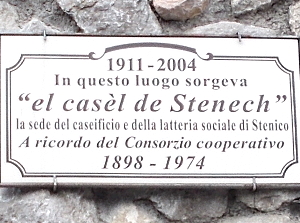 1911-2004
In questo luogo sorgeva
"el casèl de Stenech"
la sede del caseificio e della latteria sociale di Stenico
A ricordo del Consorzio cooperativo
1898 - 1974